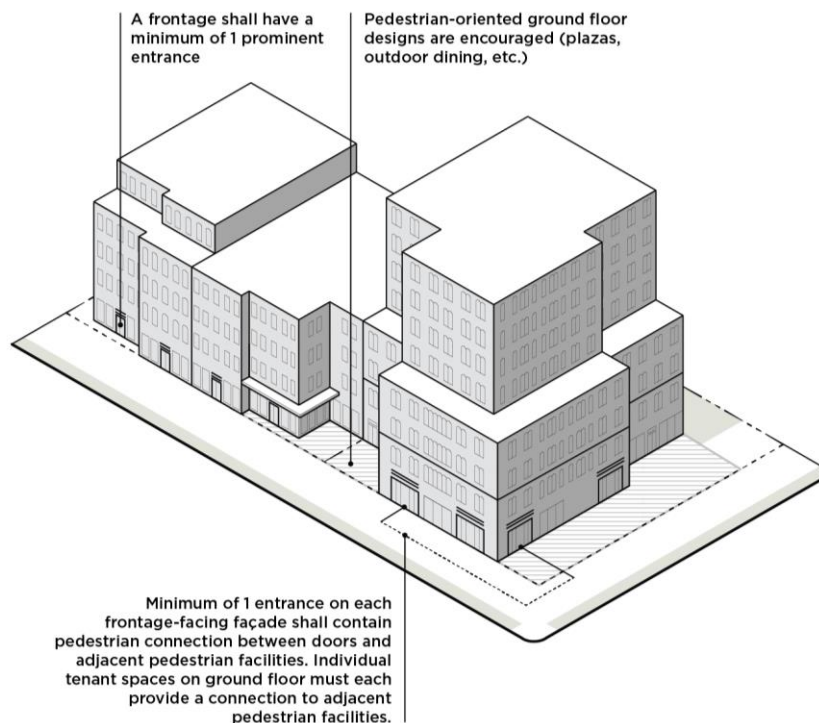 A frontage shall have a
minimum of 1 prominent
entrance
Pedestrian-oriented ground floor
designs are encouraged (plazas,
outdoor dining, etc.)
Minimum of 1 entrance on each
frontage-facing façade shall contain
pedestrian connection between doors and
adjacent pedestrian facilities. Individual
tenant spaces on ground floor must each
provide a connection to adjacent
pedestrian facilities.